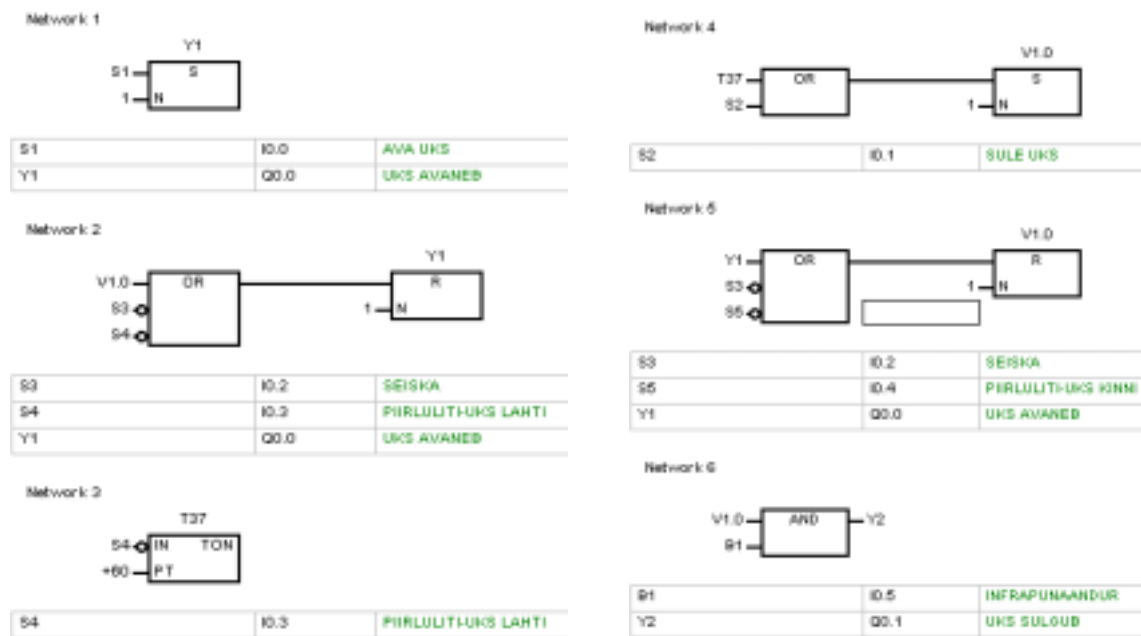 Network 1
Y1
S1 S
1 N
S1 I0.0 AVA UKS
Y1 Q0.0 UKS AVANEB
Network 2
Y1
V1.0 OR R
S3 1 N
S4
S3 I0.2 SEISKA
S4 I0.3 PIIRLULITI-UKS LAHTI
Y1 Q0.0 UKS AVANEB
Network 3
T37
S4 IN TON
+60 PT
S4 I0.3 PIIRLULITI-UKS LAHTI
Network 4
V1.0
T37 OR S
S2 1 N
S2 I0.1 SULE UKS
Network 5
V1.0
Y1 OR R
S3 1 N
S5
S3 I0.2 SEISKA
S5 I0.4 PIIRLULITI-UKS KINNI
Y1 Q0.0 UKS AVANEB
Network 6
V1.0 AND Y2
B1
B1 I0.5 INFRAPUNAANDUR
Y2 Q0.1 UKS SULGUB